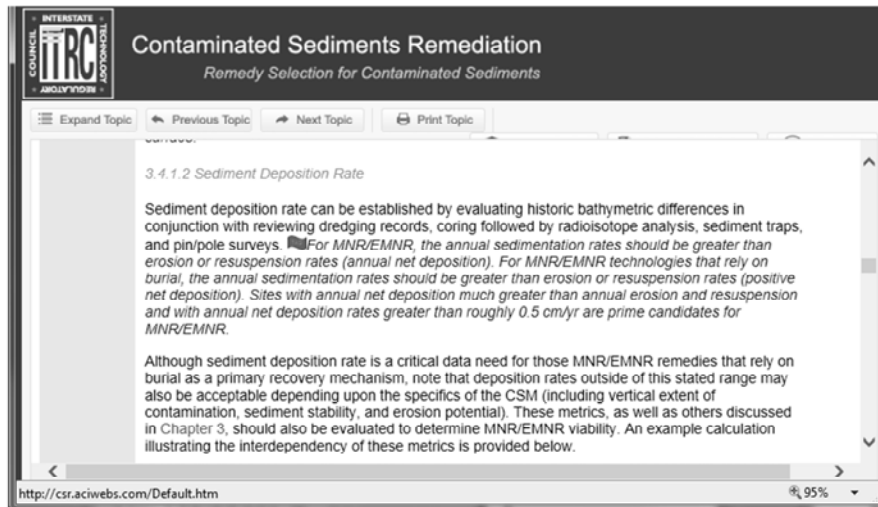 INTERSTATE
COUNCIL
ITRC
TECHNOLOGY
REGULATORY
Contaminated Sediments Remediation
Remedy Selection for Contaminated Sediments
Expand Topic Previous Topic Next Topic Print Topic
3.4.1.2 Sediment Deposition Rate
Sediment deposition rate can be established by evaluating historic bathymetric differences in
conjunction with reviewing dredging records, coring followed by radioisotope analysis, sediment traps,
and pin/pole surveys. For MNR/EMNR, the annual sedimentation rates should be greater than
erosion or resuspension rates (annual net deposition). For MNR/EMNR technologies that rely on
burial, the annual sedimentation rates should be greater than erosion or resuspension rates (positive
net deposition). Sites with annual net deposition much greater than annual erosion and resuspension
and with annual net deposition rates greater than roughly 0.5 cm/yr are prime candidates for
MNR/EMNR.
Although sediment deposition rate is a critical data need for those MNR/EMNR remedies that rely on
burial as a primary recovery mechanism, note that deposition rates outside of this stated range may
also be acceptable depending upon the specifics of the CSM (including vertical extent of
contamination, sediment stability, and erosion potential). These metrics, as well as others discussed
in Chapter 3, should also be evaluated to determine MNR/EMNR viability. An example calculation
illustrating the interdependency of these metrics is provided below.
http://csr.aciwebs.com/Default.htm 95%